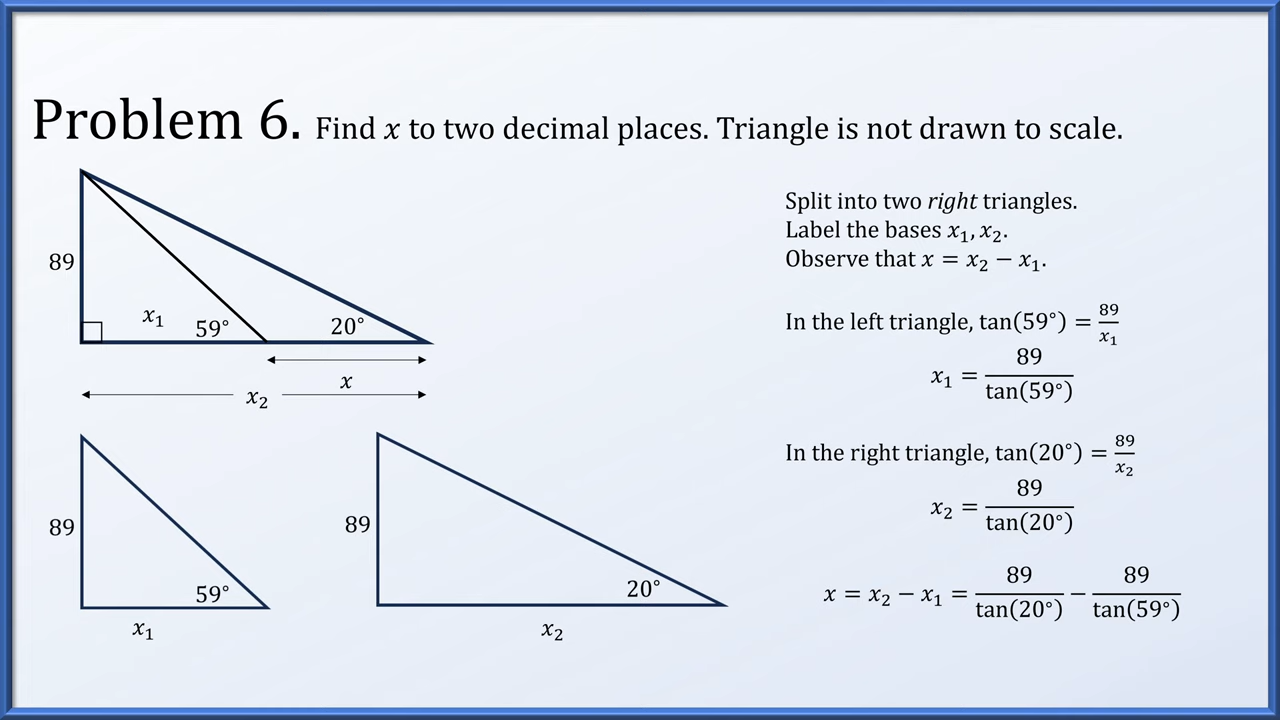 Problem 6. Find x to two decimal places. Triangle is not drawn to scale.
89
x₁
59°
20°
x
x₂
89
59°
x₁
89
20°
x₂
Split into two right triangles.
Label the bases x₁, x₂.
Observe that x = x₂ − x₁.
In the left triangle, tan(59°) = 89/x₁
x₁ = 89/tan(59°)
In the right triangle, tan(20°) = 89/x₂
x₂ = 89/tan(20°)
x = x₂ − x₁ = 89/tan(20°) − 89/tan(59°)